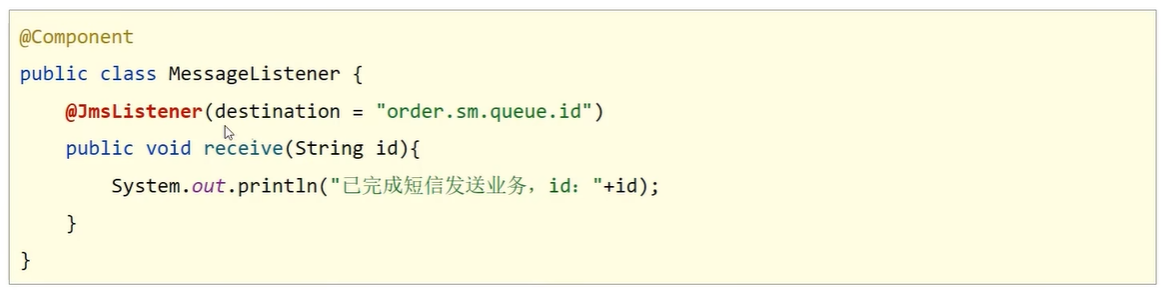 @Component
public class MessageListener {
    @JmsListener(destination = "order.sm.queue.id")
    public void receive(String id){
        System.out.println("已完成短信发送业务，id："+id);
    }
}